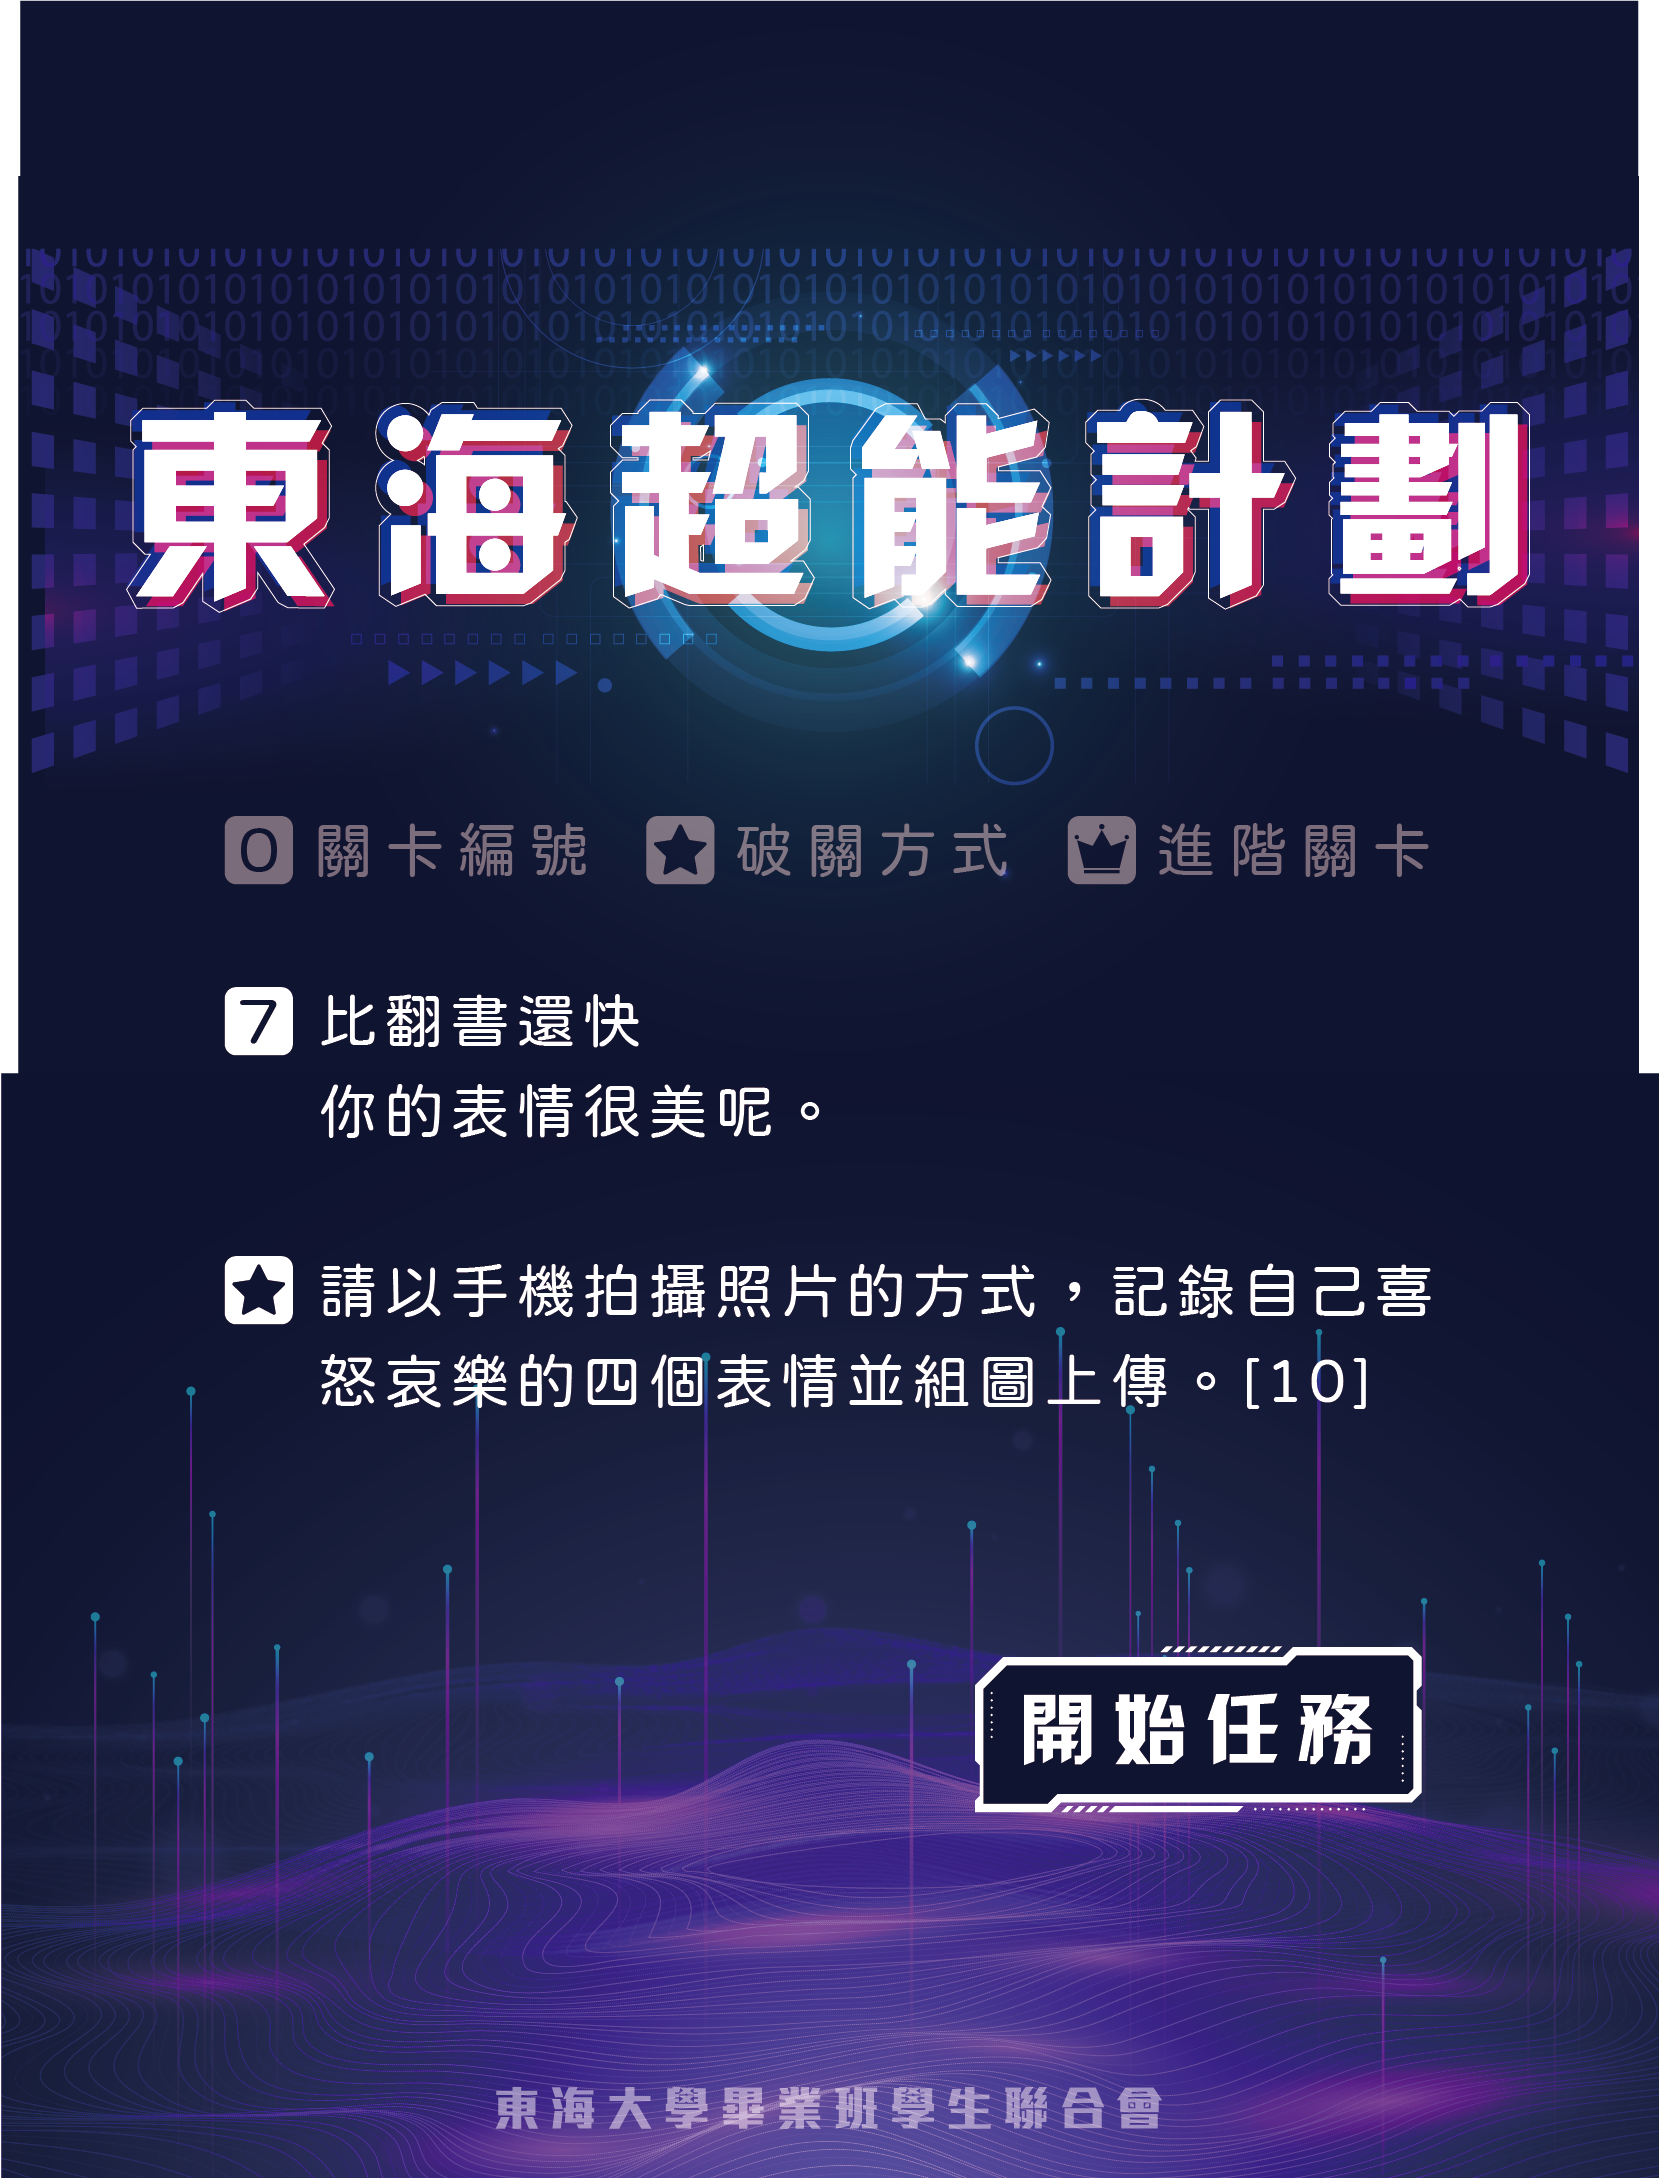 東海超能計劃
0 關卡編號 ★ 破關方式 進階關卡
7 比翻書還快
你的表情很美呢。
★ 請以手機拍攝照片的方式，記錄自己喜
怒哀樂的四個表情並組圖上傳。[10]
開始任務
東海大學畢業班學生聯合會